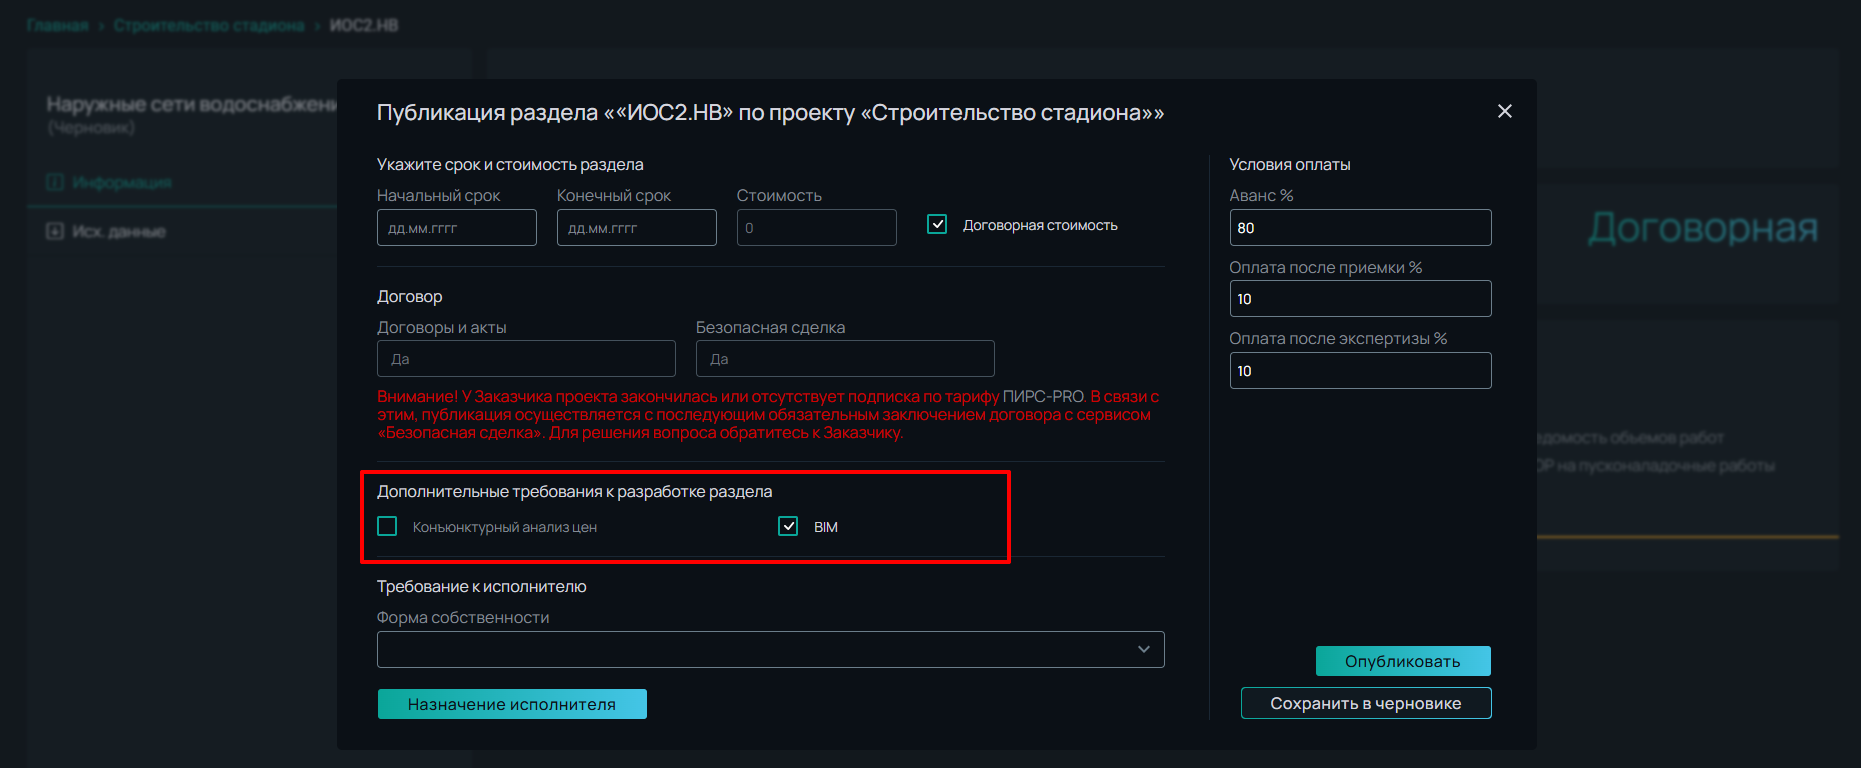 Главная › Строительство стадиона › ИОС2.НВ
Наружные сети водоснабжени
(Черновик)
Информация
Исх. данные
Публикация раздела ««ИОС2.НВ» по проекту «Строительство стадиона»»
Укажите срок и стоимость раздела
Начальный срок Конечный срок Стоимость
дд.мм.гггг дд.мм.гггг 0 Договорная стоимость
Договор
Договоры и акты Безопасная сделка
Да Да
Внимание! У Заказчика проекта закончилась или отсутствует подписка по тарифу ПИРС-PRO. В связи с
этим, публикация осуществляется с последующим обязательным заключением договора с сервисом
«Безопасная сделка». Для решения вопроса обратитесь к Заказчику.
Дополнительные требования к разработке раздела
Конъюнктурный анализ цен BIM
Требование к исполнителю
Форма собственности
Назначение исполнителя
Условия оплаты
Аванс %
80
Оплата после приемки %
10
Оплата после экспертизы %
10
Опубликовать
Сохранить в черновике
Договорная
едомость объемов работ
ОР на пусконаладочные работы